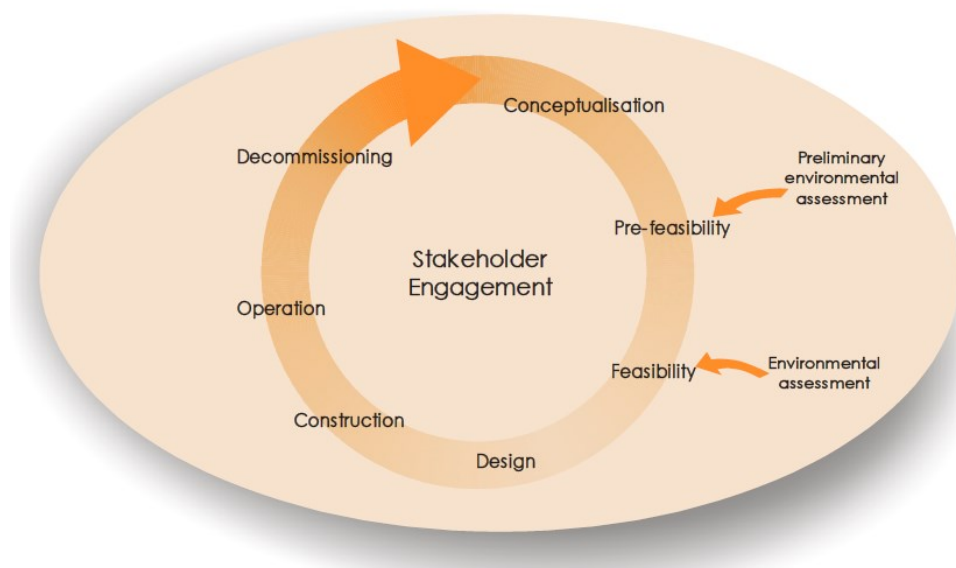 Conceptualisation
Preliminary
environmental
assessment
Pre-feasibility
Stakeholder
Engagement
Environmental
assessment
Feasibility
Design
Construction
Operation
Decommissioning